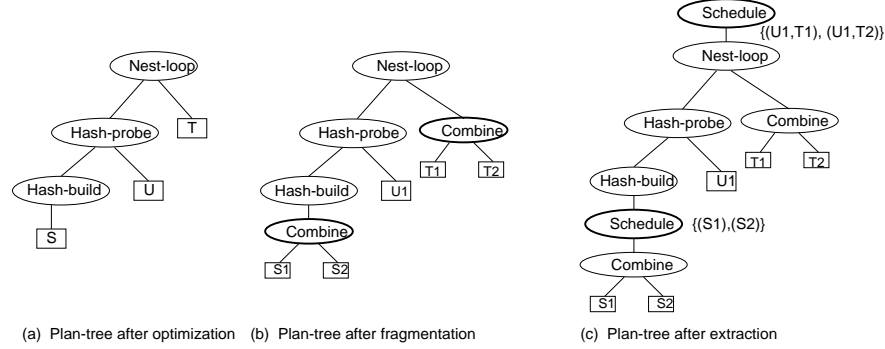 Nest-loop
Hash-probe
T
Hash-build
U
S
(a) Plan-tree after optimization
Nest-loop
Hash-probe
Combine
Hash-build
U1
T1
T2
Combine
S1
S2
(b) Plan-tree after fragmentation
Schedule
{(U1,T1), (U1,T2)}
Nest-loop
Hash-probe
Combine
T1
T2
Hash-build
U1
Schedule
{(S1),(S2)}
Combine
S1
S2
(c) Plan-tree after extraction